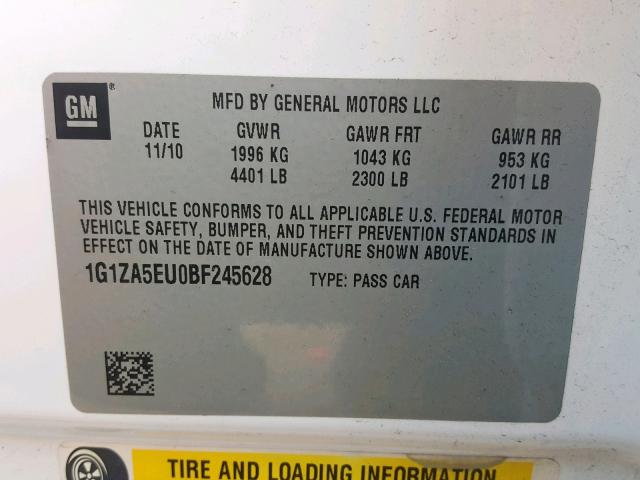 GM®
MFD BY GENERAL MOTORS LLC
DATE GVWR GAWR FRT GAWR RR
11/10 1996 KG 1043 KG 953 KG
4401 LB 2300 LB 2101 LB
THIS VEHICLE CONFORMS TO ALL APPLICABLE U.S. FEDERAL MOTOR
VEHICLE SAFETY, BUMPER, AND THEFT PREVENTION STANDARDS IN
EFFECT ON THE DATE OF MANUFACTURE SHOWN ABOVE.
1G1ZA5EU0BF245628 TYPE: PASS CAR
TIRE AND LOADING INFORMATION